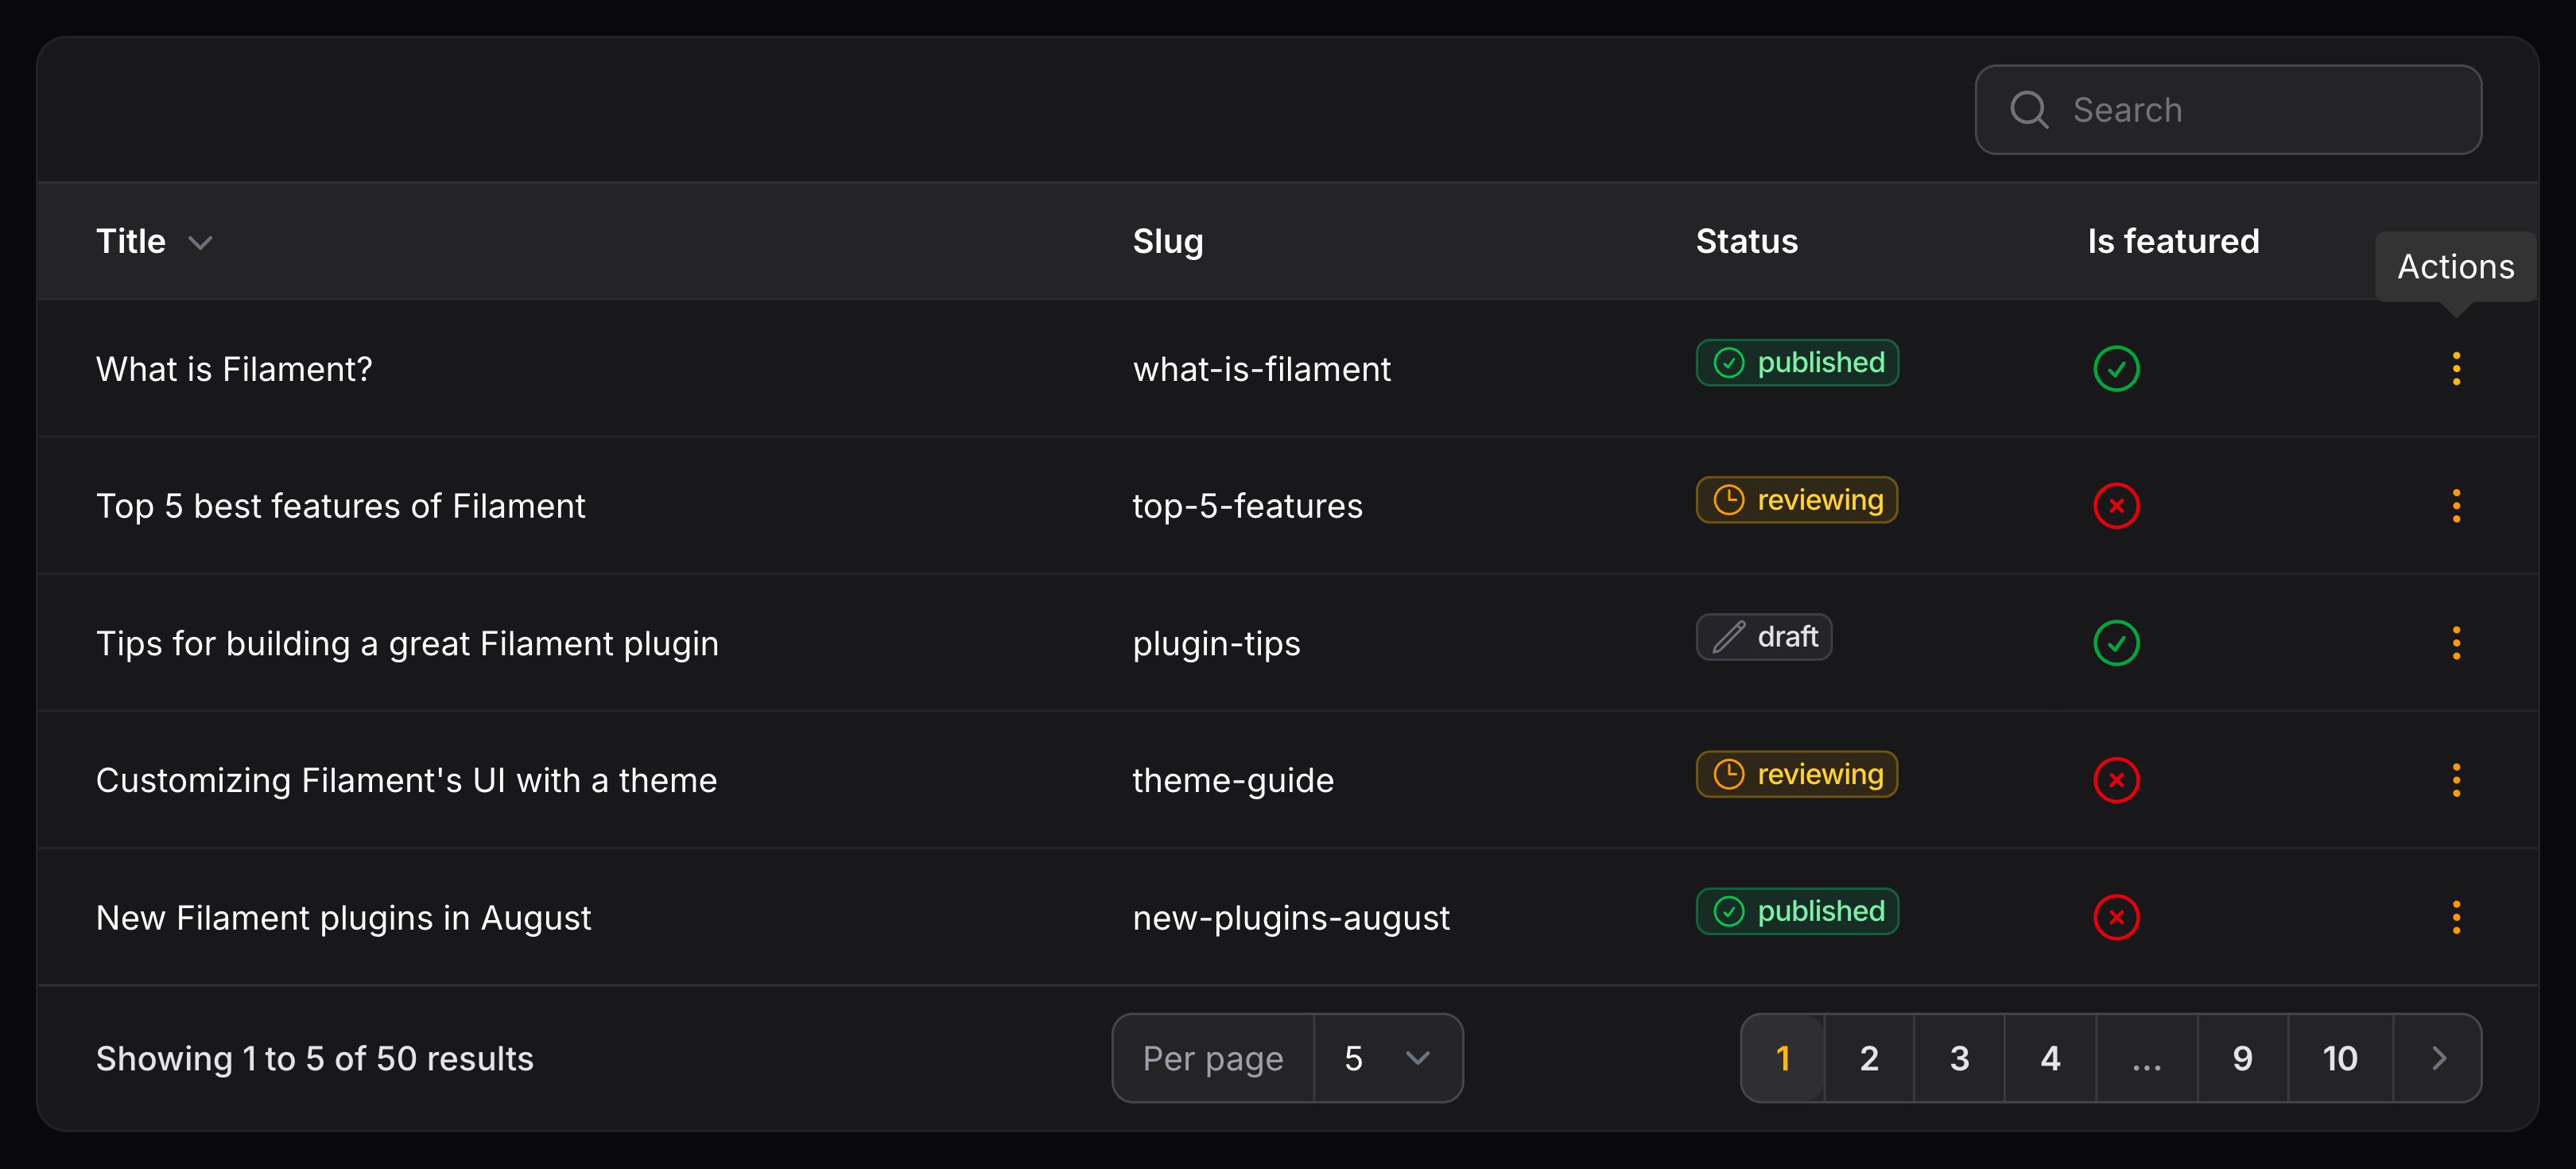 Search
Title Slug Status Is featured
Actions
What is Filament? what-is-filament published
Top 5 best features of Filament top-5-features reviewing
Tips for building a great Filament plugin plugin-tips draft
Customizing Filament's UI with a theme theme-guide reviewing
New Filament plugins in August new-plugins-august published
Showing 1 to 5 of 50 results Per page 5 1 2 3 4 ... 9 10